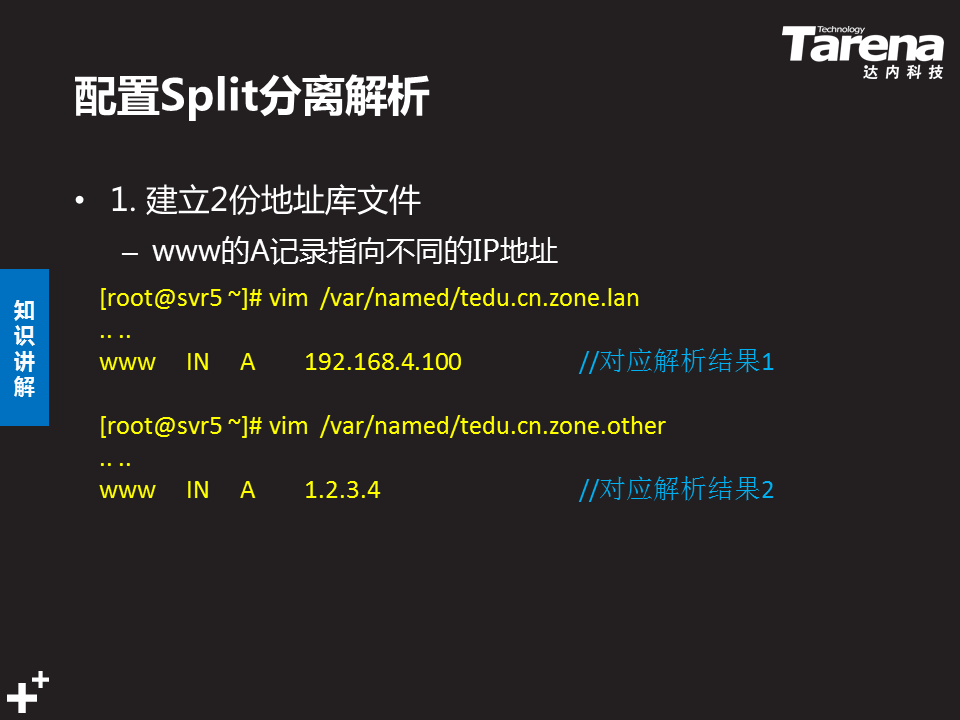 Technology
Tarena
达内科技
配置Split分离解析
• 1. 建立2份地址库文件
– www的A记录指向不同的IP地址
知识讲解
[root@svr5 ~]# vim /var/named/tedu.cn.zone.lan
.. ..
www IN A 192.168.4.100 //对应解析结果1
[root@svr5 ~]# vim /var/named/tedu.cn.zone.other
.. ..
www IN A 1.2.3.4 //对应解析结果2